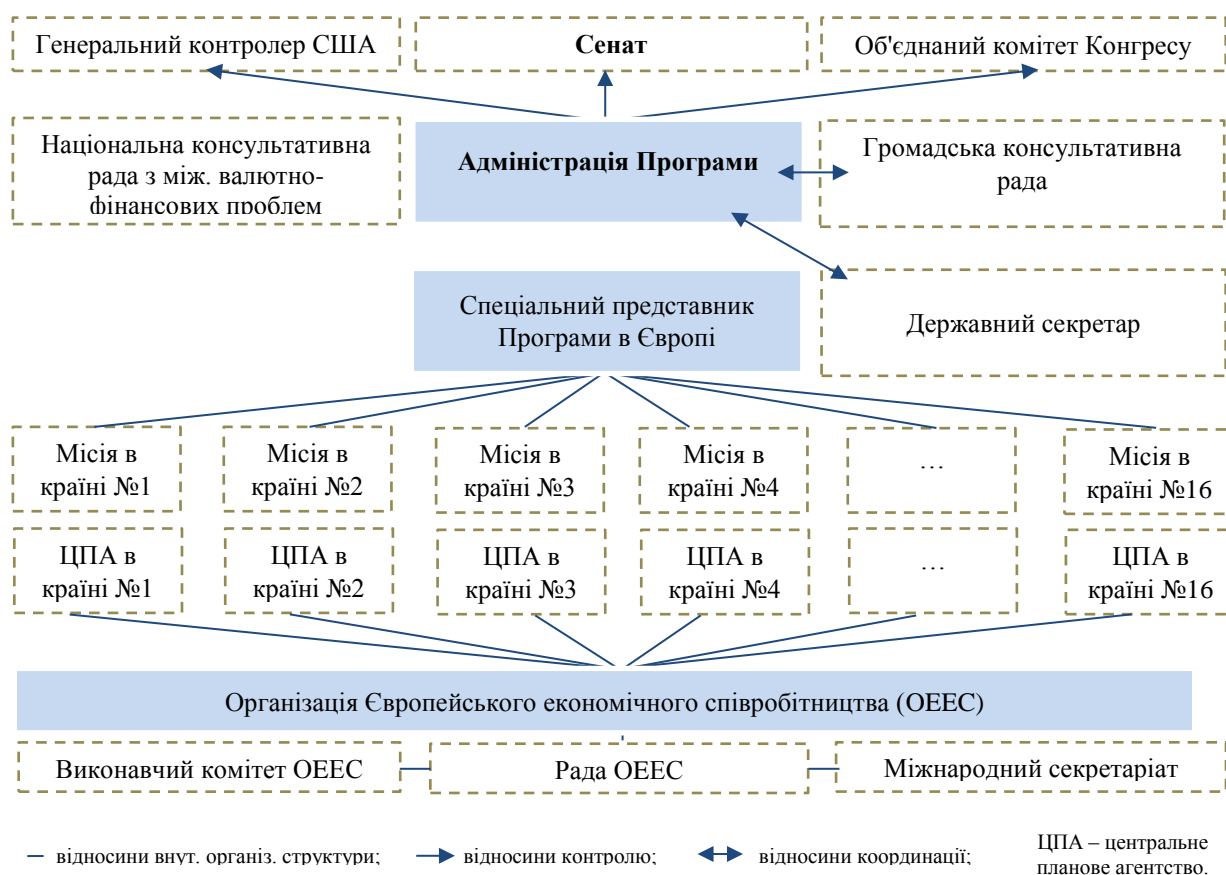 Генеральний контролер США
Сенат
Об'єднаний комітет Конгресу
Національна консультативна
рада з між. валютно-
фінансових проблем
Адміністрація Програми
Громадська консультативна
рада
Спеціальний представник
Програми в Європі
Державний секретар
Місія в
країні №1
Місія в
країні №2
Місія в
країні №3
Місія в
країні №4
…
Місія в
країні №16
ЦПА в
країні №1
ЦПА в
країні №2
ЦПА в
країні №3
ЦПА в
країні №4
…
ЦПА в
країні №16
Організація Європейського економічного співробітництва (ОЕЕС)
Виконавчий комітет ОЕЕС
Рада ОЕЕС
Міжнародний секретаріат
відносини внут. організ. структури;
відносини контролю;
відносини координації;
ЦПА – центральне
планове агентство.